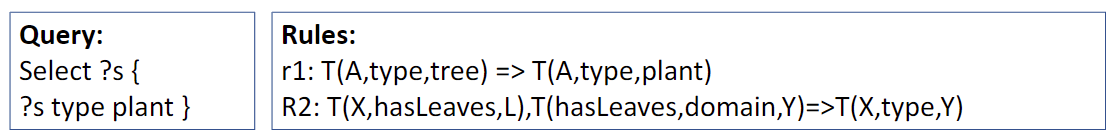 Query:
Select ?s {
?s type plant }
Rules:
r1: T(A,type,tree) => T(A,type,plant)
R2: T(X,hasLeaves,L),T(hasLeaves,domain,Y)=>T(X,type,Y)